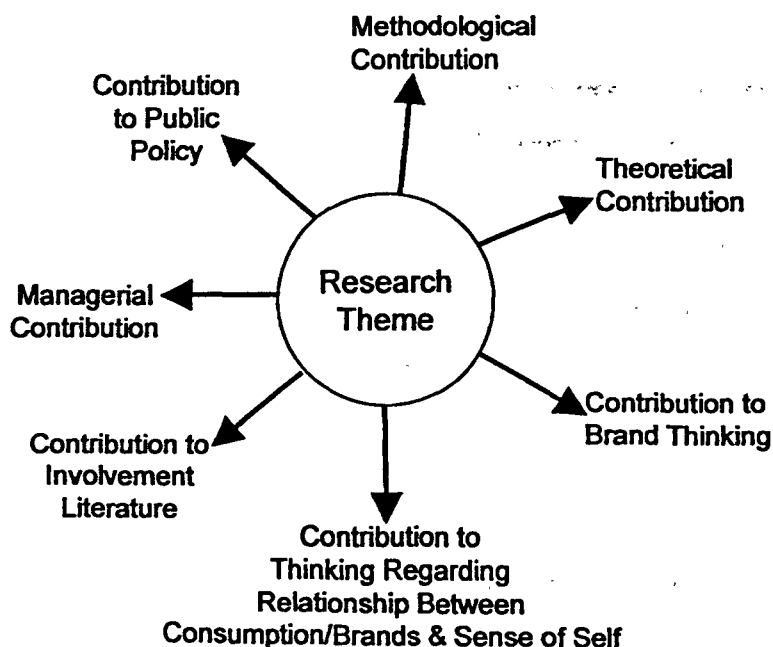 Methodological
Contribution
Contribution
to Public
Policy
Theoretical
Contribution
Research
Theme
Managerial
Contribution
Contribution to
Brand Thinking
Contribution to
Involvement
Literature
Contribution to
Thinking Regarding
Relationship Between
Consumption/Brands & Sense of Self